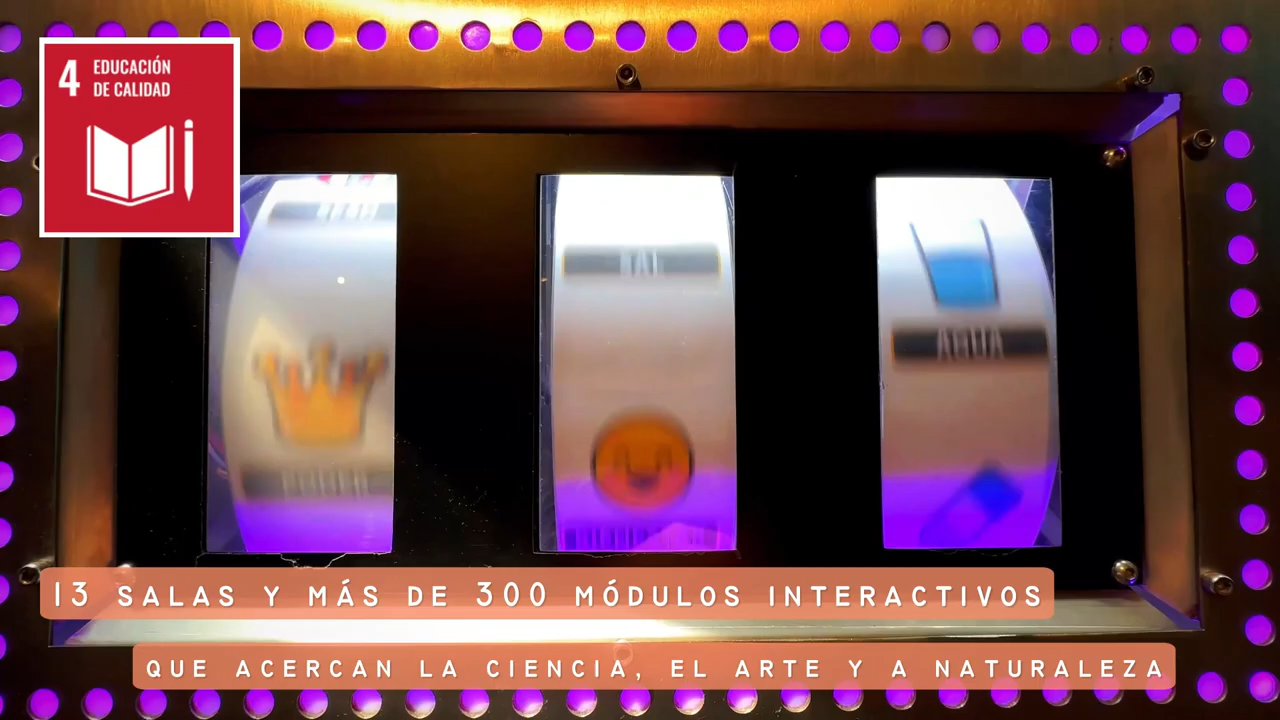 4 EDUCACIÓN
DE CALIDAD
AGUA
13 SALAS Y MÁS DE 300 MÓDULOS INTERACTIVOS
QUE ACERCAN LA CIENCIA, EL ARTE Y A NATURALEZA